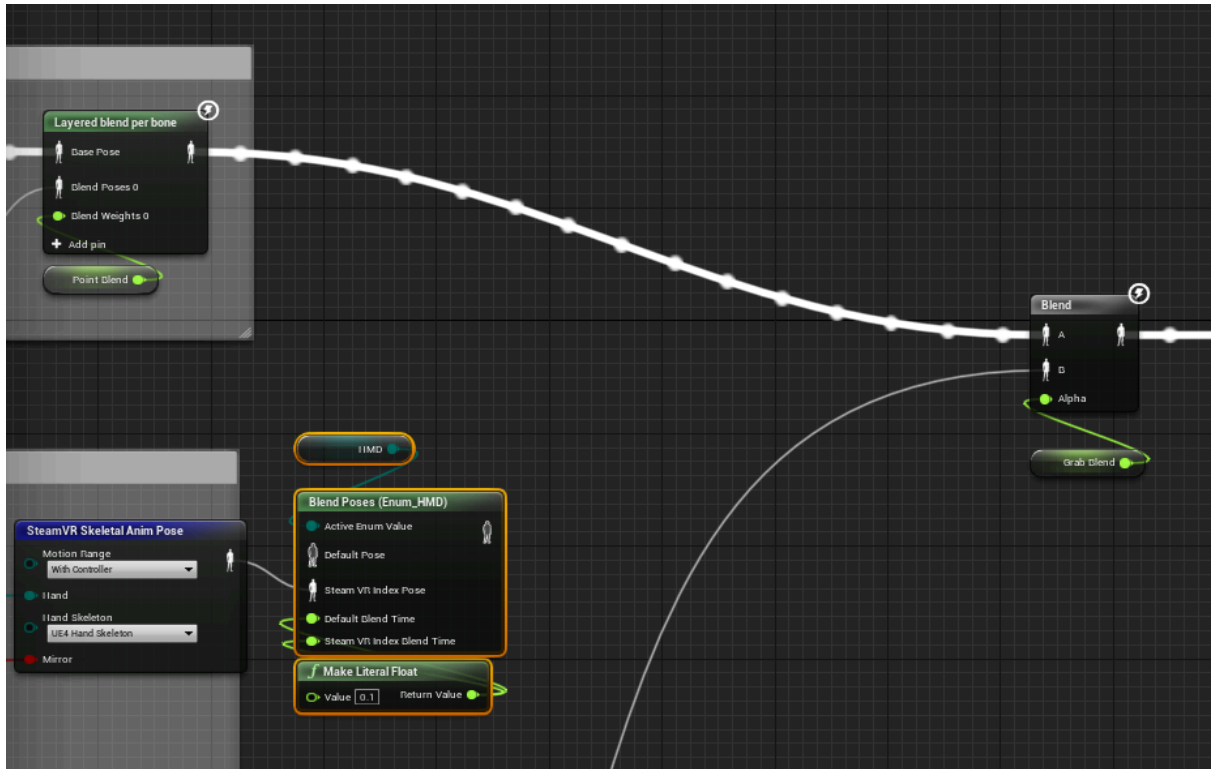 Layered blend per bone
Base Pose
Blend Poses 0
Blend Weights 0
Add pin
Point Blend
Blend
A
B
Alpha
Grab Blend
HMD
Blend Poses (Enum_HMD)
Active Enum Value
Default Pose
Steam VR Index Pose
Default Blend Time
Steam VR Index Blend Time
SteamVR Skeletal Anim Pose
Motion Range
With Controller
Hand
Hand Skeleton
UE4 Hand Skeleton
Mirror
f Make Literal Float
Value 0.1 Return Value